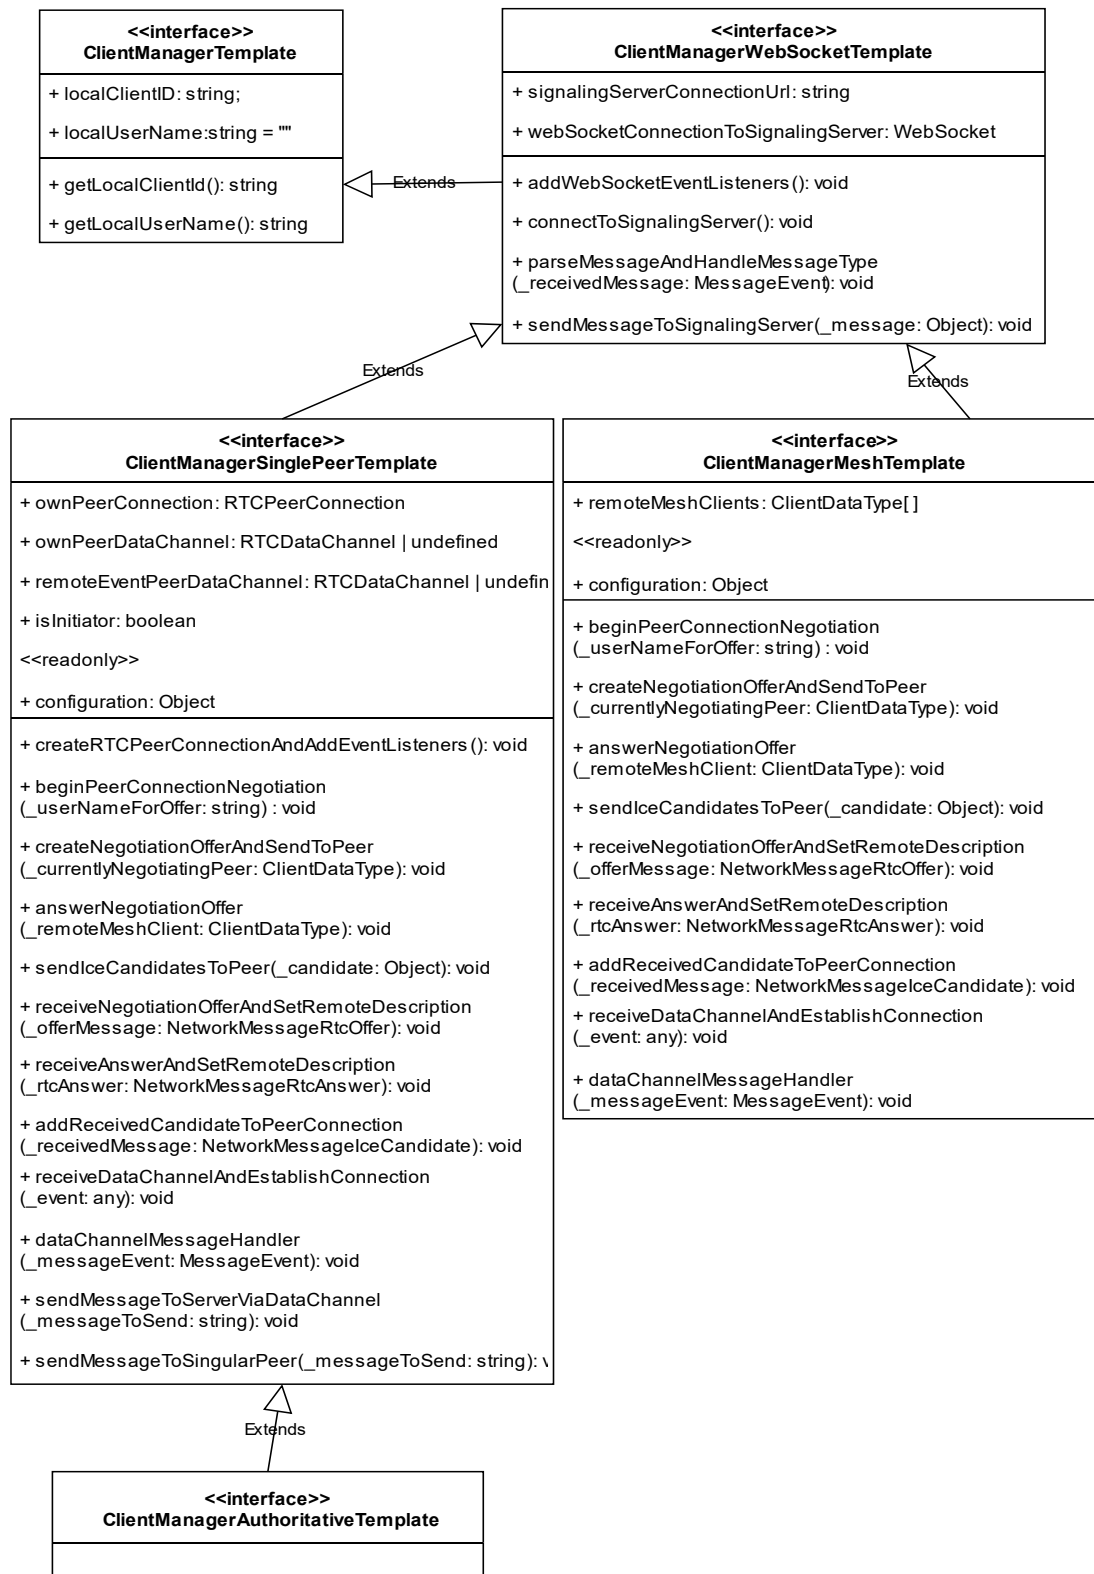 <<interface>>
ClientManagerTemplate
+ localClientID: string;
+ localUserName:string = ""
+ getLocalClientId(): string
+ getLocalUserName(): string
Extends
<<interface>>
ClientManagerWebSocketTemplate
+ signalingServerConnectionUrl: string
+ webSocketConnectionToSignalingServer: WebSocket
+ addWebSocketEventListeners(): void
+ connectToSignalingServer(): void
+ parseMessageAndHandleMessageType
(_receivedMessage: MessageEvent): void
+ sendMessageToSignalingServer(_message: Object): void
Extends
Extends
<<interface>>
ClientManagerSinglePeerTemplate
+ ownPeerConnection: RTCPeerConnection
+ ownPeerDataChannel: RTCDataChannel | undefined
+ remoteEventPeerDataChannel: RTCDataChannel | undefin
+ isInitiator: boolean
<<readonly>>
+ configuration: Object
+ createRTCPeerConnectionAndAddEventListeners(): void
+ beginPeerConnectionNegotiation
(_userNameForOffer: string) : void
+ createNegotiationOfferAndSendToPeer
(_currentlyNegotiatingPeer: ClientDataType): void
+ answerNegotiationOffer
(_remoteMeshClient: ClientDataType): void
+ sendIceCandidatesToPeer(_candidate: Object): void
+ receiveNegotiationOfferAndSetRemoteDescription
(_offerMessage: NetworkMessageRtcOffer): void
+ receiveAnswerAndSetRemoteDescription
(_rtcAnswer: NetworkMessageRtcAnswer): void
+ addReceivedCandidateToPeerConnection
(_receivedMessage: NetworkMessageIceCandidate): void
+ receiveDataChannelAndEstablishConnection
(_event: any): void
+ dataChannelMessageHandler
(_messageEvent: MessageEvent): void
+ sendMessageToServerViaDataChannel
(_messageToSend: string): void
+ sendMessageToSingularPeer(_messageToSend: string):
<<interface>>
ClientManagerMeshTemplate
+ remoteMeshClients: ClientDataType[]
<<readonly>>
+ configuration: Object
+ beginPeerConnectionNegotiation
(_userNameForOffer: string) : void
+ createNegotiationOfferAndSendToPeer
(_currentlyNegotiatingPeer: ClientDataType): void
+ answerNegotiationOffer
(_remoteMeshClient: ClientDataType): void
+ sendIceCandidatesToPeer(_candidate: Object): void
+ receiveNegotiationOfferAndSetRemoteDescription
(_offerMessage: NetworkMessageRtcOffer): void
+ receiveAnswerAndSetRemoteDescription
(_rtcAnswer: NetworkMessageRtcAnswer): void
+ addReceivedCandidateToPeerConnection
(_receivedMessage: NetworkMessageIceCandidate): void
+ receiveDataChannelAndEstablishConnection
(_event: any): void
+ dataChannelMessageHandler
(_messageEvent: MessageEvent): void
Extends
<<interface>>
ClientManagerAuthoritativeTemplate